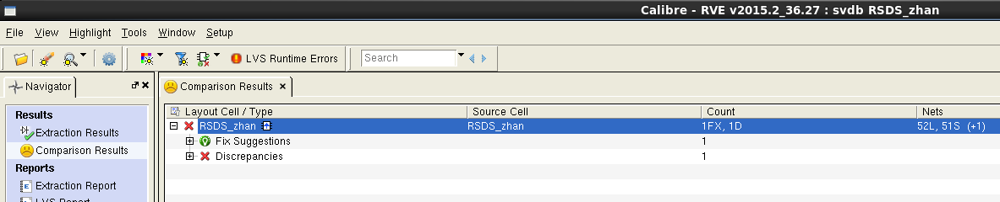 Calibre - RVE v2015.2_36.27 : svdb RSDS_zhan
File View Highlight Tools Window Setup
LVS Runtime Errors Search
Navigator Comparison Results
Layout Cell / Type Source Cell Count Nets
Results RSDS_zhan RSDS_zhan 1FX, 1D 52L, 51S (+1)
Extraction Results Fix Suggestions 1
Comparison Results Discrepancies 1
Reports
Extraction Report
LVS Report